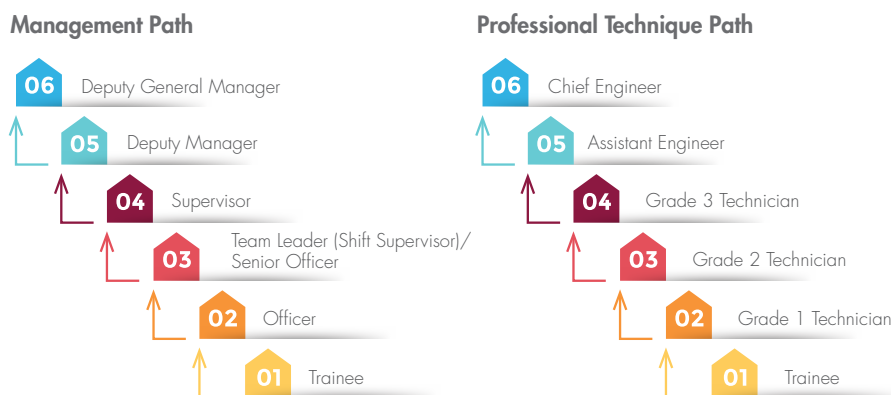 Management Path
06 Deputy General Manager
05 Deputy Manager
04 Supervisor
03 Team Leader (Shift Supervisor)/
Senior Officer
02 Officer
01 Trainee
Professional Technique Path
06 Chief Engineer
05 Assistant Engineer
04 Grade 3 Technician
03 Grade 2 Technician
02 Grade 1 Technician
01 Trainee